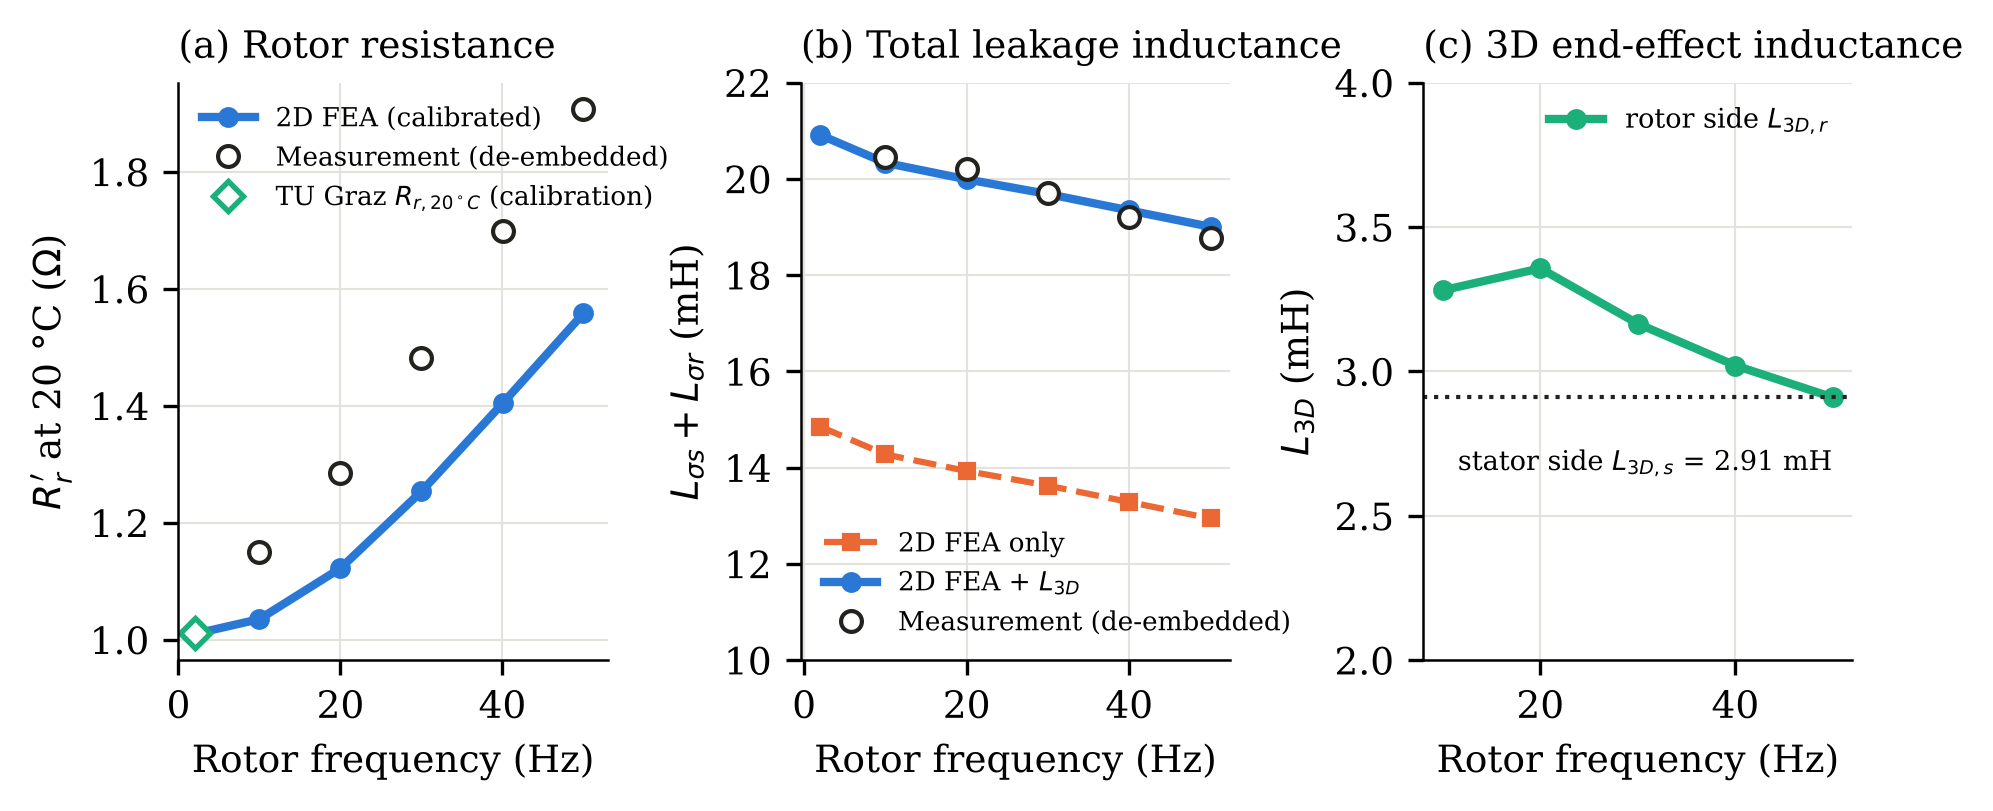 (a) Rotor resistance
2D FEA (calibrated)
Measurement (de-embedded)
TU Graz R_{r,20°C} (calibration)
1.8
1.6
1.4
1.2
1.0
R′_r at 20 °C (Ω)
0 20 40
Rotor frequency (Hz)
(b) Total leakage inductance
22
20
18
16
14
12
10
L_{σs} + L_{σr} (mH)
2D FEA only
2D FEA + L_{3D}
Measurement (de-embedded)
0 20 40
Rotor frequency (Hz)
(c) 3D end-effect inductance
rotor side L_{3D,r}
4.0
3.5
3.0
2.5
2.0
L_{3D} (mH)
stator side L_{3D,s} = 2.91 mH
20 40
Rotor frequency (Hz)